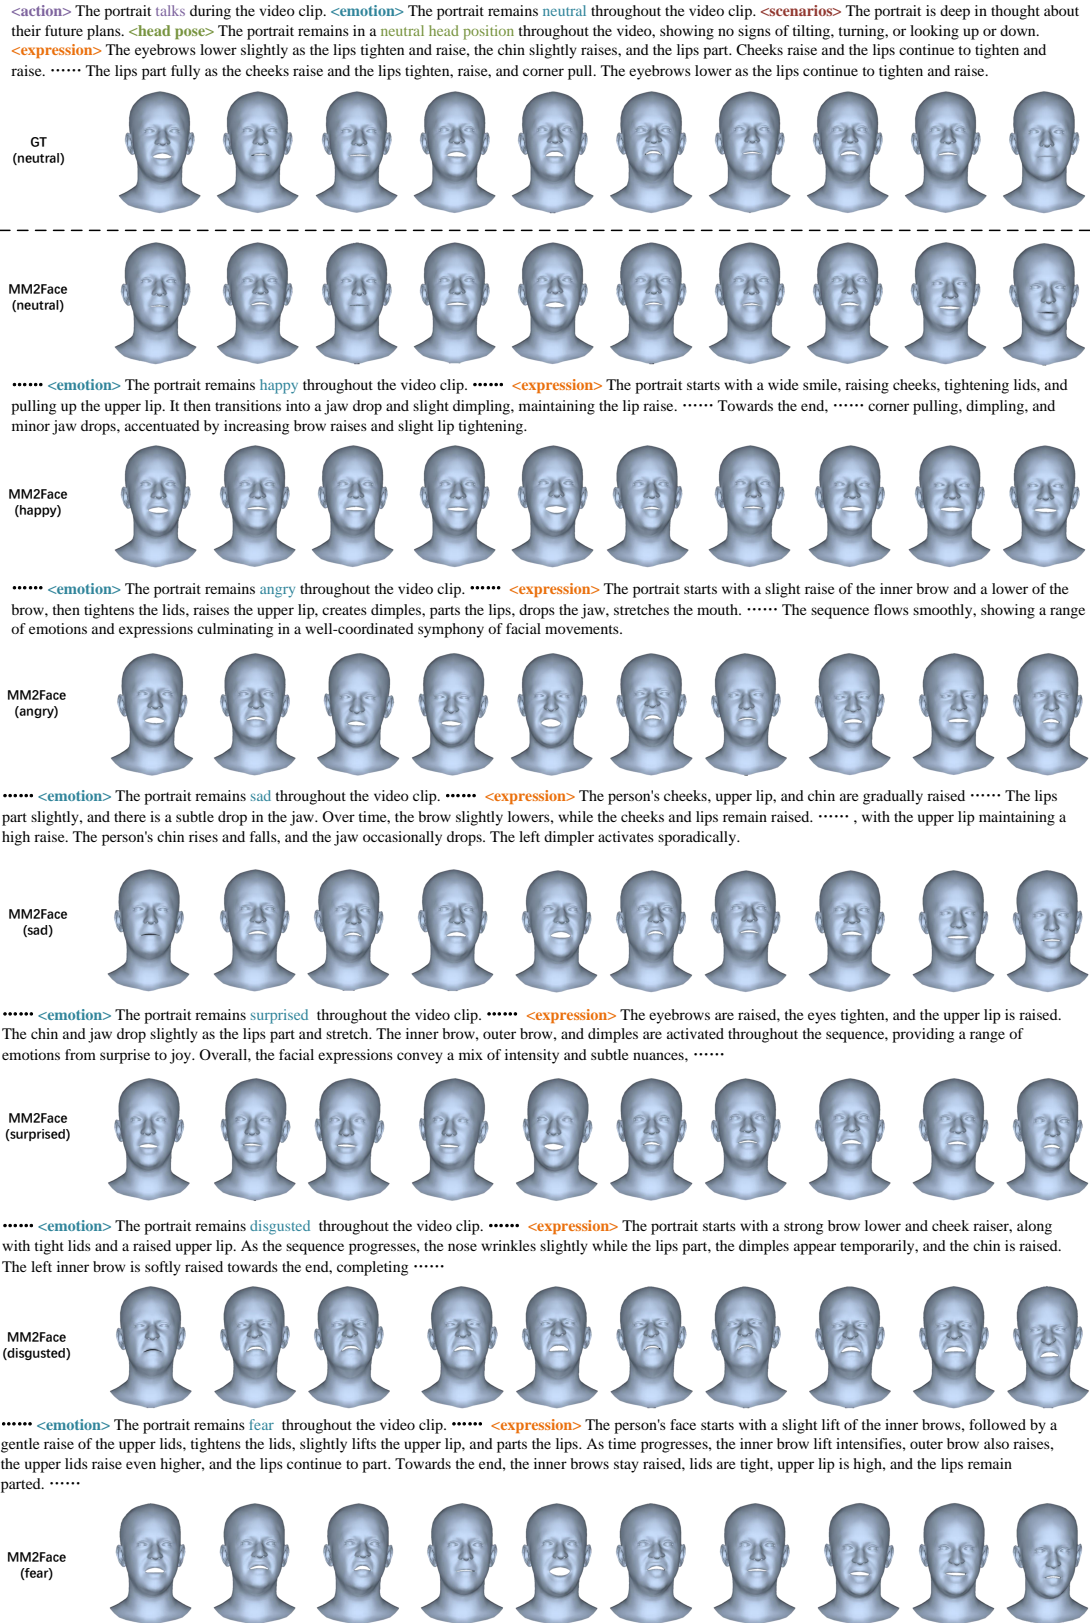 <action> The portrait talks during the video clip. <emotion> The portrait remains neutral throughout the video clip. <scenarios> The portrait is deep in thought about
their future plans. <head pose> The portrait remains in a neutral head position throughout the video, showing no signs of tilting, turning, or looking up or down.
<expression> The eyebrows lower slightly as the lips tighten and raise, the chin slightly raises, and the lips part. Cheeks raise and the lips continue to tighten and
raise. ······ The lips part fully as the cheeks raise and the lips tighten, raise, and corner pull. The eyebrows lower as the lips continue to tighten and raise.
GT
(neutral)
MM2Face
(neutral)
······ <emotion> The portrait remains happy throughout the video clip. ······ <expression> The portrait starts with a wide smile, raising cheeks, tightening lids, and
pulling up the upper lip. It then transitions into a jaw drop and slight dimpling, maintaining the lip raise. ······ Towards the end, ······ corner pulling, dimpling, and
minor jaw drops, accentuated by increasing brow raises and slight lip tightening.
MM2Face
(happy)
······ <emotion> The portrait remains angry throughout the video clip. ······ <expression> The portrait starts with a slight raise of the inner brow and a lower of the
brow, then tightens the lids, raises the upper lip, creates dimples, parts the lips, drops the jaw, stretches the mouth. ······ The sequence flows smoothly, showing a range
of emotions and expressions culminating in a well-coordinated symphony of facial movements.
MM2Face
(angry)
······ <emotion> The portrait remains sad throughout the video clip. ······ <expression> The person's cheeks, upper lip, and chin are gradually raised ······ The lips
part slightly, and there is a subtle drop in the jaw. Over time, the brow slightly lowers, while the cheeks and lips remain raised. ······ , with the upper lip maintaining a
high raise. The person's chin rises and falls, and the jaw occasionally drops. The left dimpler activates sporadically.
MM2Face
(sad)
······ <emotion> The portrait remains surprised throughout the video clip. ······ <expression> The eyebrows are raised, the eyes tighten, and the upper lip is raised.
The chin and jaw drop slightly as the lips part and stretch. The inner brow, outer brow, and dimples are activated throughout the sequence, providing a range of
emotions from surprise to joy. Overall, the facial expressions convey a mix of intensity and subtle nuances, ······
MM2Face
(surprised)
······ <emotion> The portrait remains disgusted throughout the video clip. ······ <expression> The portrait starts with a strong brow lower and cheek raiser, along
with tight lids and a raised upper lip. As the sequence progresses, the nose wrinkles slightly while the lips part, the dimples appear temporarily, and the chin is raised.
The left inner brow is softly raised towards the end, completing ······
MM2Face
(disgusted)
······ <emotion> The portrait remains fear throughout the video clip. ······ <expression> The person's face starts with a slight lift of the inner brows, followed by a
gentle raise of the upper lids, tightens the lids, slightly lifts the upper lip, and parts the lips. As time progresses, the inner brow lift intensifies, outer brow also raises,
the upper lids raise even higher, and the lips continue to part. Towards the end, the inner brows stay raised, lids are tight, upper lip is high, and the lips remain
parted. ······
MM2Face
(fear)